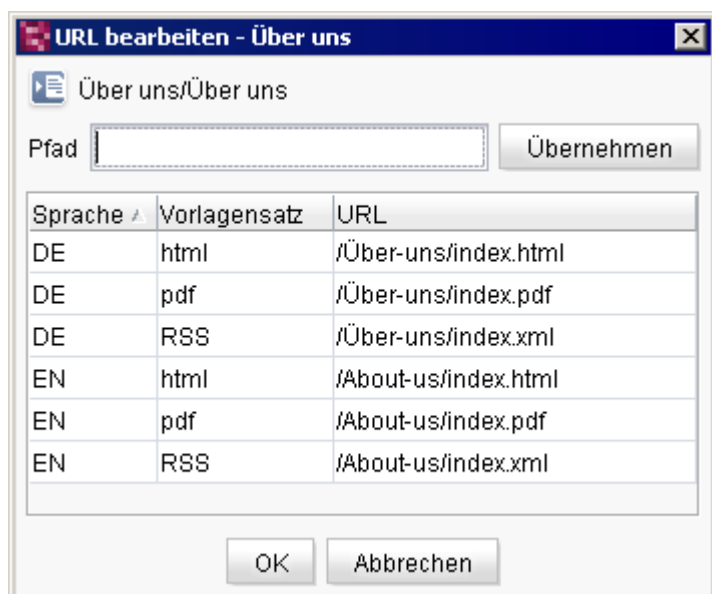 URL bearbeiten - Über uns
Über uns/Über uns
Pfad Übernehmen
Sprache Vorlagensatz URL
DE html /Über-uns/index.html
DE pdf /Über-uns/index.pdf
DE RSS /Über-uns/index.xml
EN html /About-us/index.html
EN pdf /About-us/index.pdf
EN RSS /About-us/index.xml
OK Abbrechen